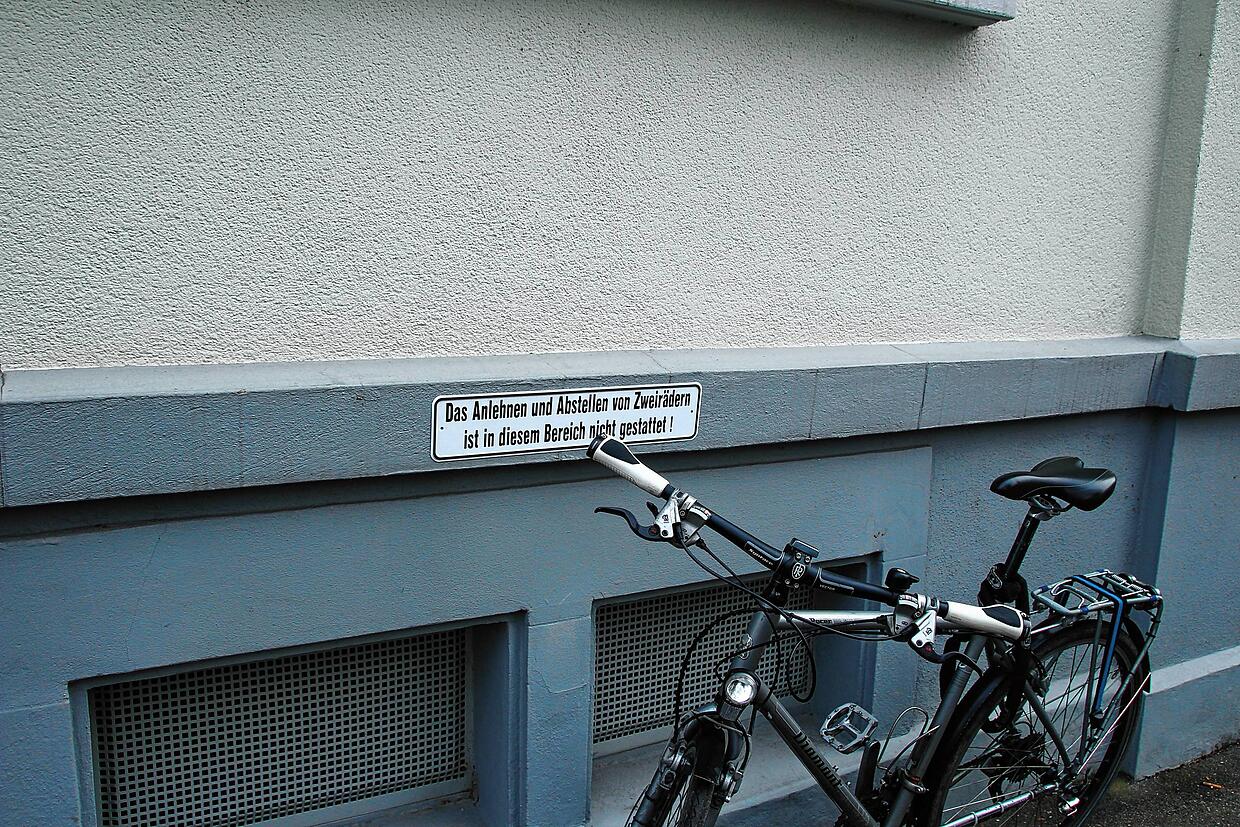 Das Anlehnen und Abstellen von Zweirädern
ist in diesem Bereich nicht gestattet !